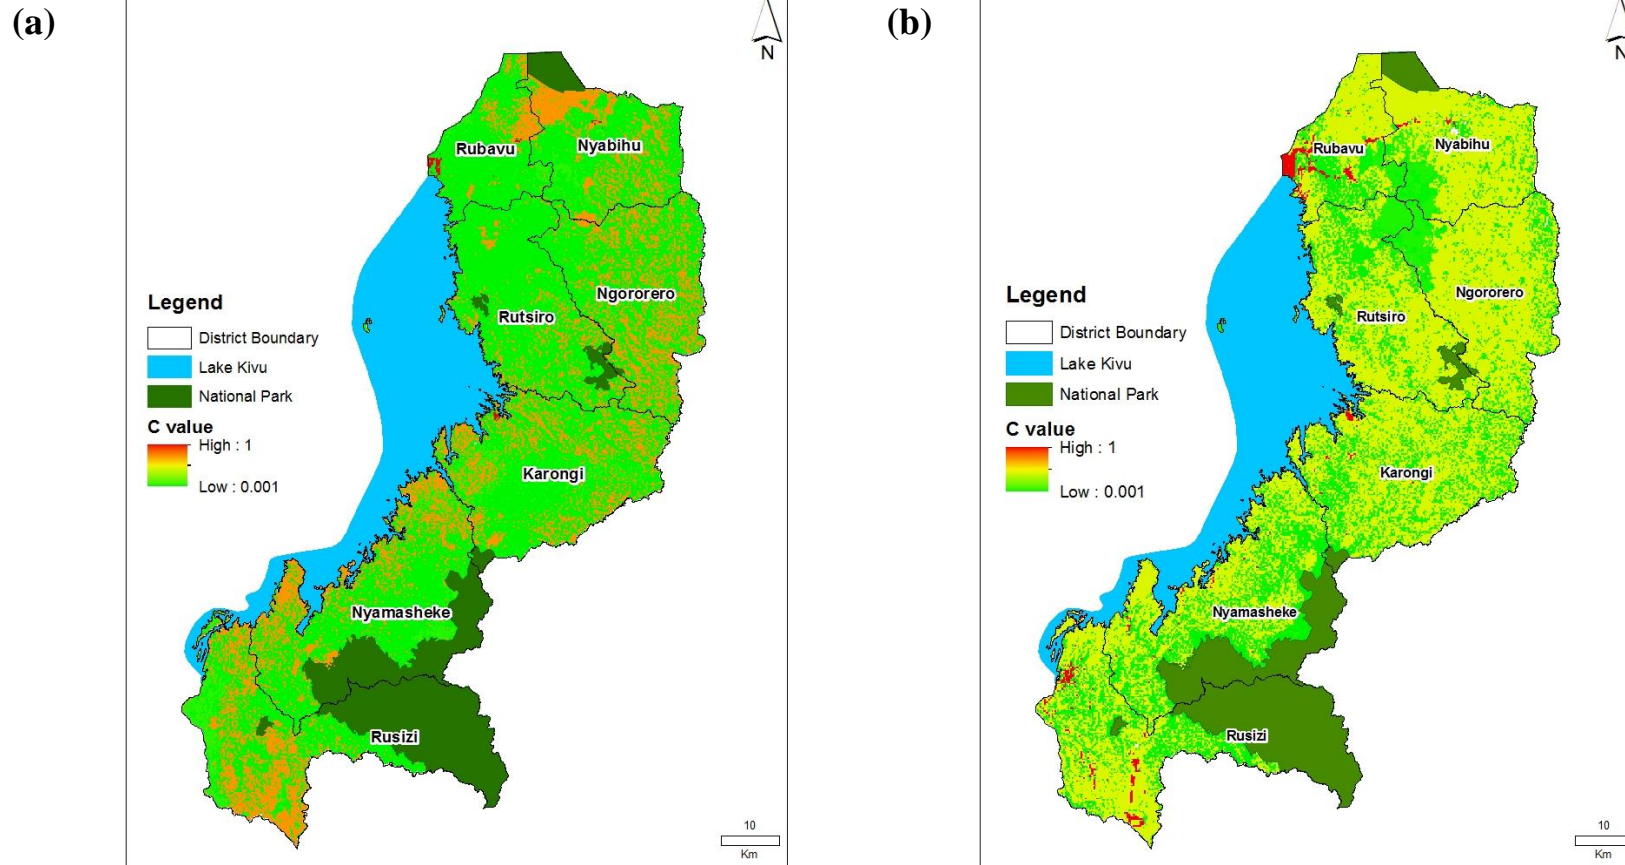 (a)
N
Rubavu
Nyabihu
Ngororero
Rutsiro
Karongi
Nyamasheke
Rusizi
Legend
District Boundary
Lake Kivu
National Park
C value
High : 1
Low : 0.001
10
Km
(b)
N
Rubavu
Nyabihu
Ngororero
Rutsiro
Karongi
Nyamasheke
Rusizi
Legend
District Boundary
Lake Kivu
National Park
C value
High : 1
Low : 0.001
10
Km